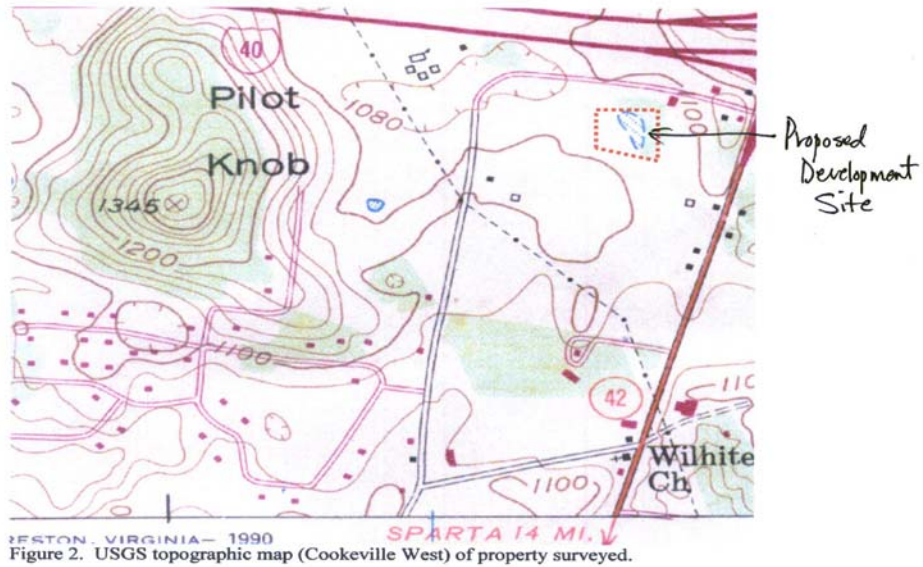 40
Pilot
1080
100
Knob
Proposed
Development
Site
1345
1200
1100
42
110
Wilhite
Ch.
1100
RESTON, VIRGINIA— 1990
SPARTA 14 MI.
Figure 2. USGS topographic map (Cookeville West) of property surveyed.